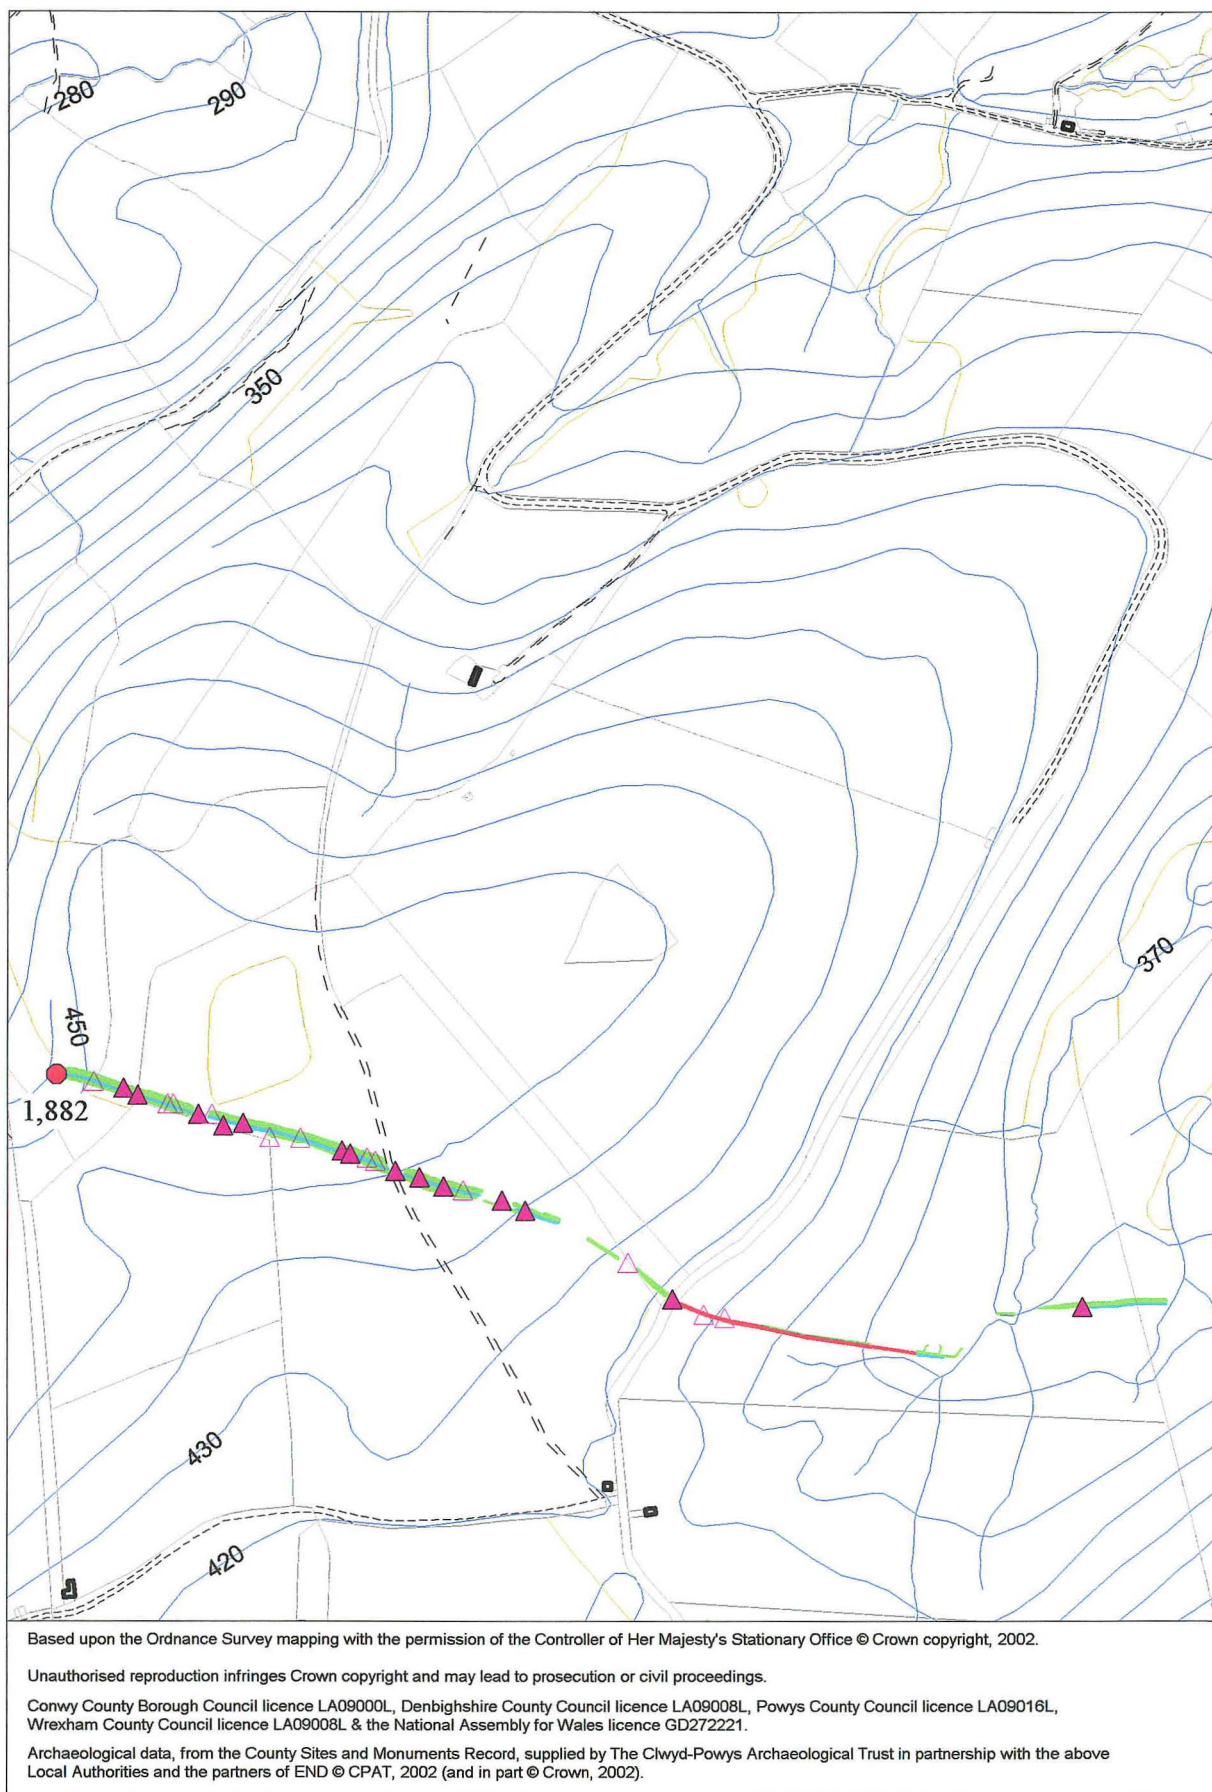 280
290
350
370
450
1,882
430
420
Based upon the Ordnance Survey mapping with the permission of the Controller of Her Majesty's Stationary Office © Crown copyright, 2002.
Unauthorised reproduction infringes Crown copyright and may lead to prosecution or civil proceedings.
Conwy County Borough Council licence LA09000L, Denbighshire County Council licence LA09008L, Powys County Council licence LA09016L,
Wrexham County Council licence LA09008L & the National Assembly for Wales licence GD272221.
Archaeological data, from the County Sites and Monuments Record, supplied by The Clwyd-Powys Archaeological Trust in partnership with the above
Local Authorities and the partners of END © CPAT, 2002 (and in part © Crown, 2002).